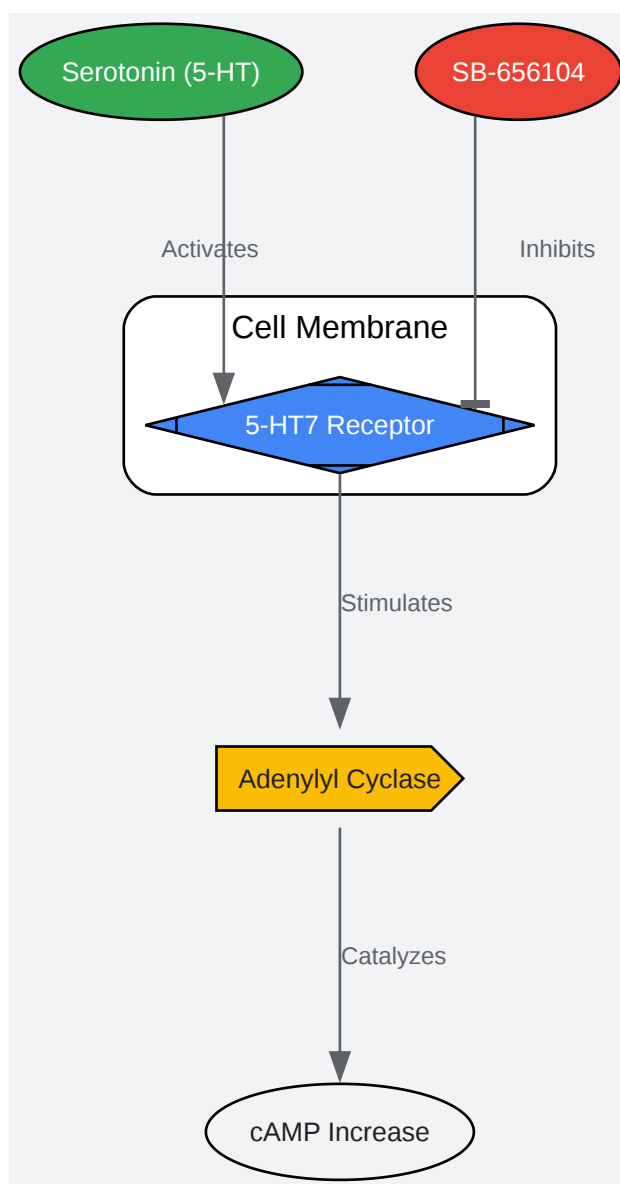 Serotonin (5-HT)
SB-656104
Activates
Inhibits
Cell Membrane
5-HT7 Receptor
Stimulates
Adenylyl Cyclase
Catalyzes
cAMP Increase